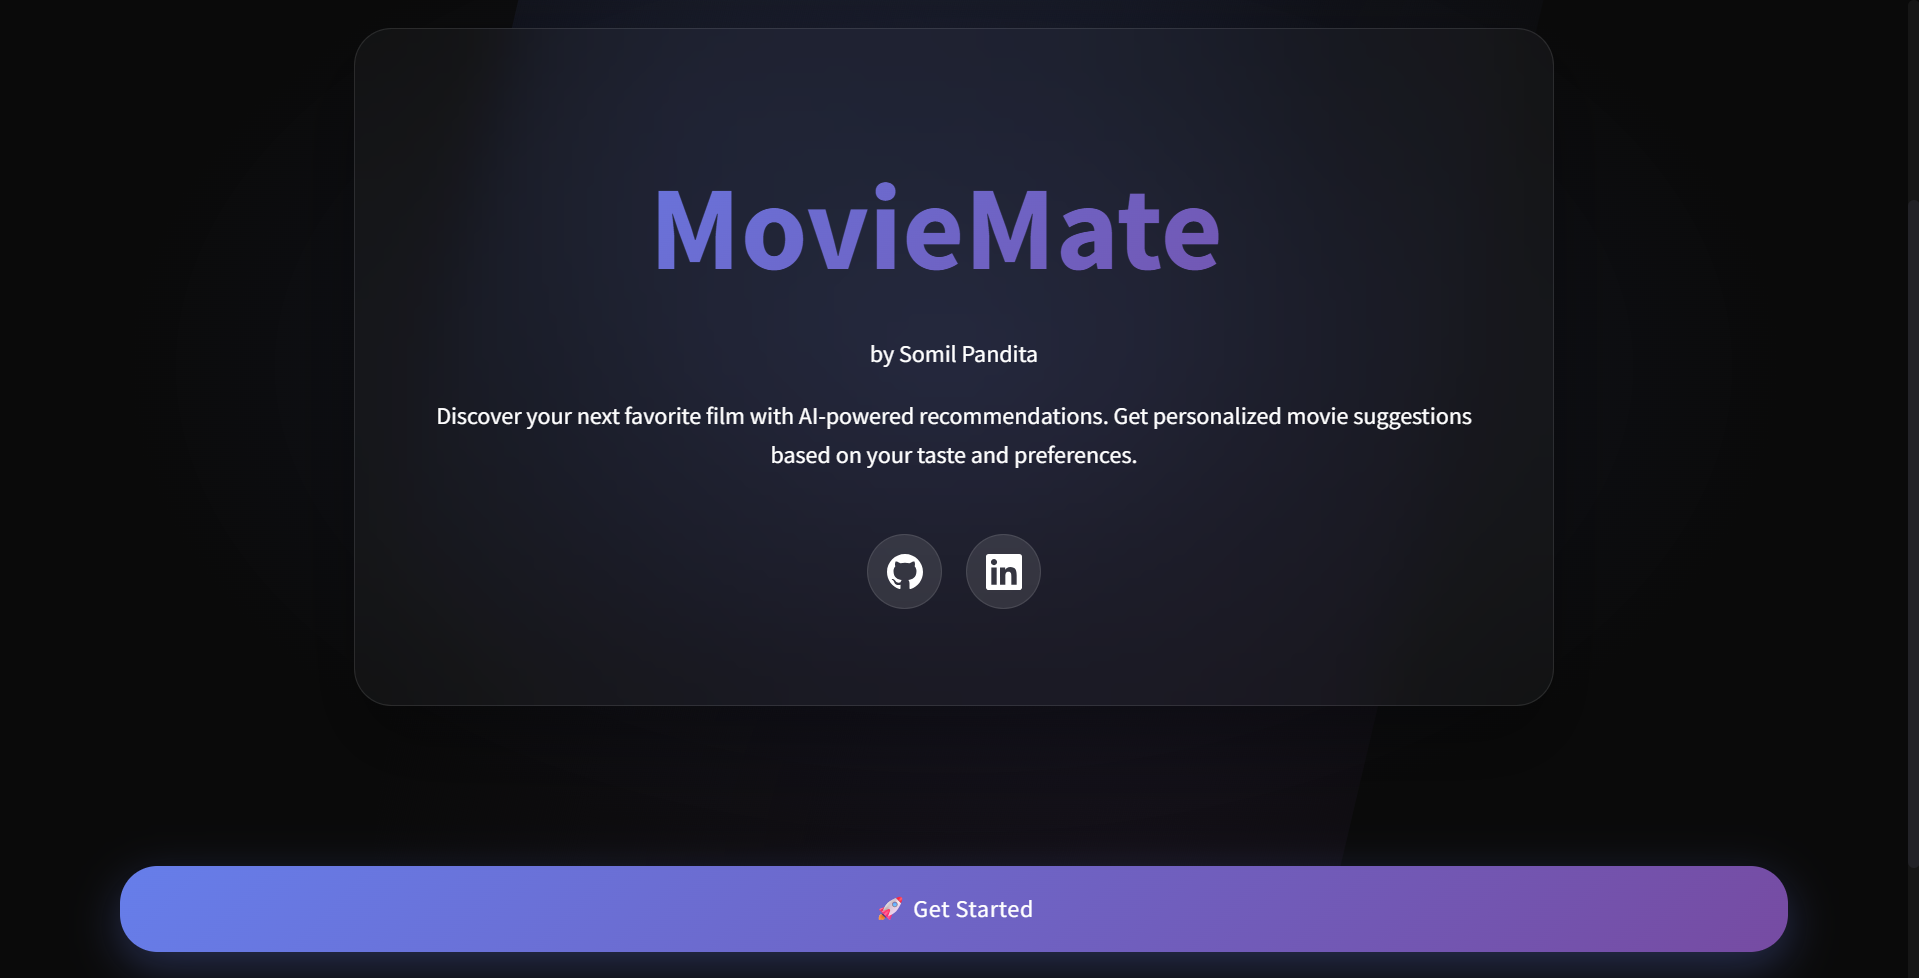 MovieMate
by Somil Pandita
Discover your next favorite film with AI-powered recommendations. Get personalized movie suggestions
based on your taste and preferences.
in
🚀 Get Started